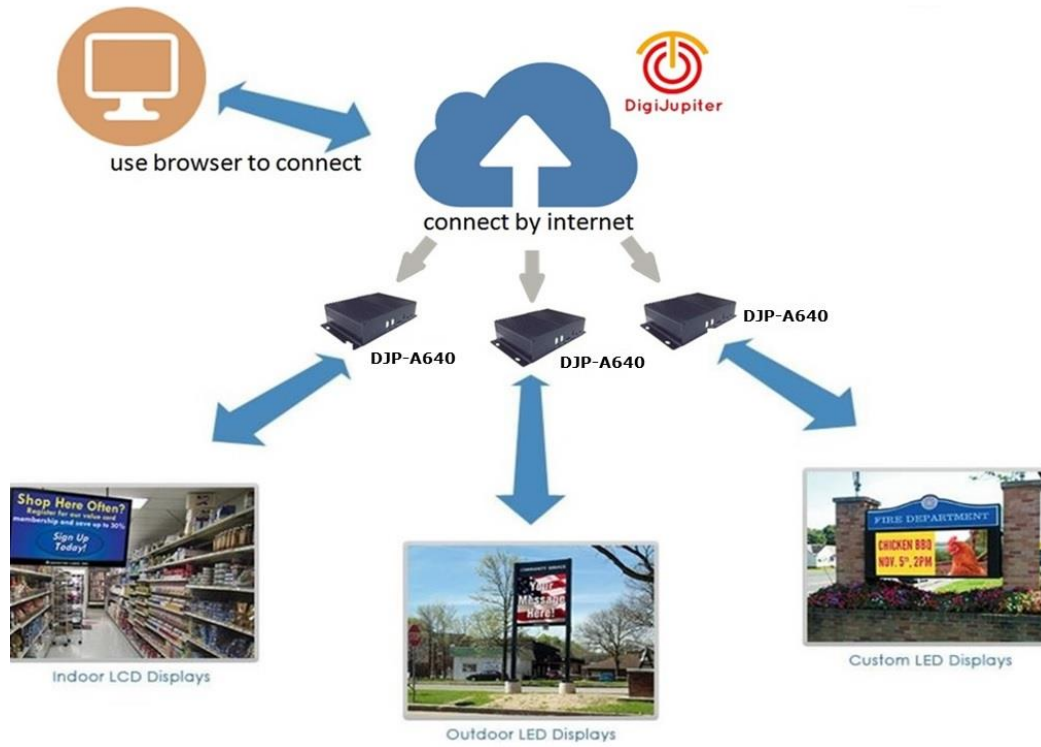 DigiJupiter
use browser to connect
connect by internet
DJP-A640
DJP-A640
DJP-A640
Shop Here Often?
Register for our value card
membership and save up to 30%
Sign Up
Today!
Indoor LCD Displays
COMMUNITY SERVICE
Your
Message
Here!
Outdoor LED Displays
FIRE DEPARTMENT
CHICKEN BBQ
NOV. 5th, 2PM
Custom LED Displays